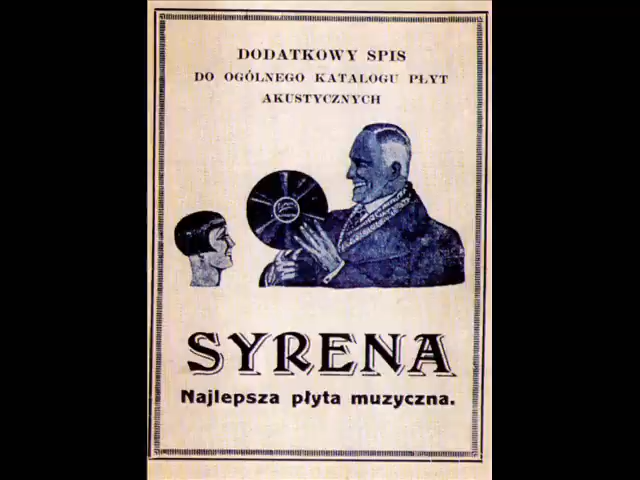 DODATKOWY SPIS
DO OGÓLNEGO KATALOGU PŁYT
AKUSTYCZNYCH
SYRENA
Najlepsza płyta muzyczna.